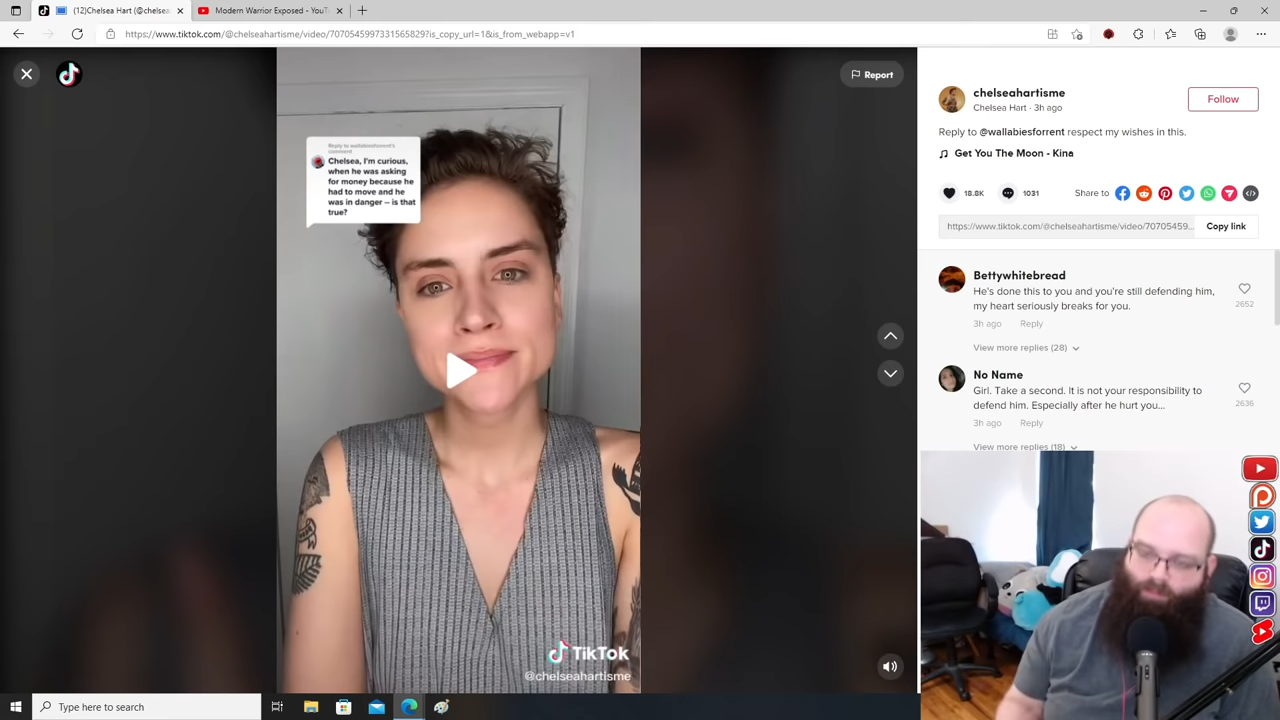 (12)Chelsea Hart (@chelsea
Modern Warrior Exposed - YouT
https://www.tiktok.com/@chelseahartisme/video/7070545997331565829?is_copy_url=1&is_from_webapp=v1
Report
Reply to wallabiesforrent's
comment
Chelsea, I'm curious,
when he was asking
for money because he
had to move and he
was in danger -- is that
true?
TikTok
@chelseahartisme
chelseahartisme
Chelsea Hart · 3h ago
Follow
Reply to @wallabiesforrent respect my wishes in this.
Get You The Moon - Kina
18.8K
1031
Share to
https://www.tiktok.com/@chelseahartisme/video/70705459...
Copy link
Bettywhitebread
He's done this to you and you're still defending him,
my heart seriously breaks for you.
2652
3h ago Reply
View more replies (28)
No Name
Girl. Take a second. It is not your responsibility to
defend him. Especially after he hurt you...
2636
3h ago Reply
View more replies (18)
Type here to search